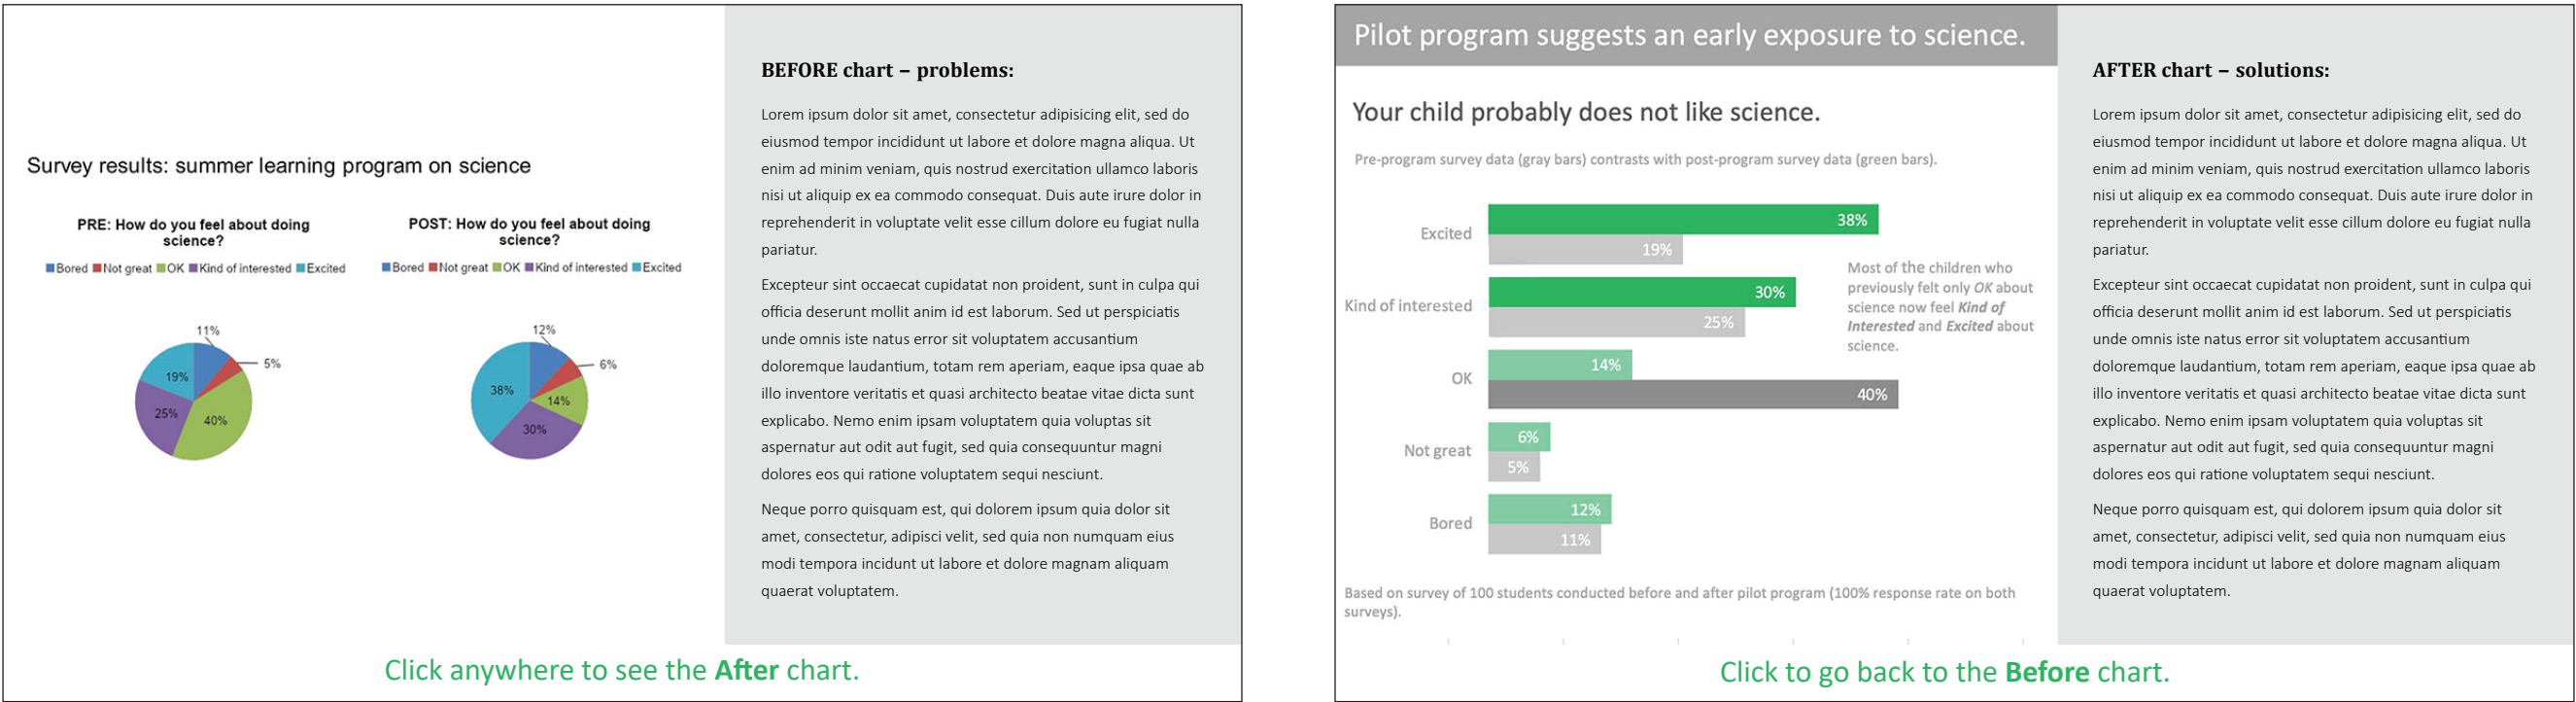 Survey results: summer learning program on science
PRE: How do you feel about doing
science?
Bored Not great OK Kind of interested Excited
11%
5%
19%
25%
40%
POST: How do you feel about doing
science?
Bored Not great OK Kind of interested Excited
12%
6%
38%
14%
30%
BEFORE chart – problems:
Lorem ipsum dolor sit amet, consectetur adipisicing elit, sed do
eiusmod tempor incididunt ut labore et dolore magna aliqua. Ut
enim ad minim veniam, quis nostrud exercitation ullamco laboris
nisi ut aliquip ex ea commodo consequat. Duis aute irure dolor in
reprehenderit in voluptate velit esse cillum dolore eu fugiat nulla
pariatur.
Excepteur sint occaecat cupidatat non proident, sunt in culpa qui
officia deserunt mollit anim id est laborum. Sed ut perspiciatis
unde omnis iste natus error sit voluptatem accusantium
doloremque laudantium, totam rem aperiam, eaque ipsa quae ab
illo inventore veritatis et quasi architecto beatae vitae dicta sunt
explicabo. Nemo enim ipsam voluptatem quia voluptas sit
aspernatur aut odit aut fugit, sed quia consequuntur magni
dolores eos qui ratione voluptatem sequi nesciunt.
Neque porro quisquam est, qui dolorem ipsum quia dolor sit
amet, consectetur, adipisci velit, sed quia non numquam eius
modi tempora incidunt ut labore et dolore magnam aliquam
quaerat voluptatem.
Click anywhere to see the After chart.
Pilot program suggests an early exposure to science.
Your child probably does not like science.
Pre-program survey data (gray bars) contrasts with post-program survey data (green bars).
Excited
38%
19%
Kind of interested
30%
25%
OK
14%
40%
Not great
6%
5%
Bored
12%
11%
Most of the children who
previously felt only OK about
science now feel Kind of
Interested and Excited about
science.
Based on survey of 100 students conducted before and after pilot program (100% response rate on both
surveys).
AFTER chart – solutions:
Lorem ipsum dolor sit amet, consectetur adipisicing elit, sed do
eiusmod tempor incididunt ut labore et dolore magna aliqua. Ut
enim ad minim veniam, quis nostrud exercitation ullamco laboris
nisi ut aliquip ex ea commodo consequat. Duis aute irure dolor in
reprehenderit in voluptate velit esse cillum dolore eu fugiat nulla
pariatur.
Excepteur sint occaecat cupidatat non proident, sunt in culpa qui
officia deserunt mollit anim id est laborum. Sed ut perspiciatis
unde omnis iste natus error sit voluptatem accusantium
doloremque laudantium, totam rem aperiam, eaque ipsa quae ab
illo inventore veritatis et quasi architecto beatae vitae dicta sunt
explicabo. Nemo enim ipsam voluptatem quia voluptas sit
aspernatur aut odit aut fugit, sed quia consequuntur magni
dolores eos qui ratione voluptatem sequi nesciunt.
Neque porro quisquam est, qui dolorem ipsum quia dolor sit
amet, consectetur, adipisci velit, sed quia non numquam eius
modi tempora incidunt ut labore et dolore magnam aliquam
quaerat voluptatem.
Click to go back to the Before chart.